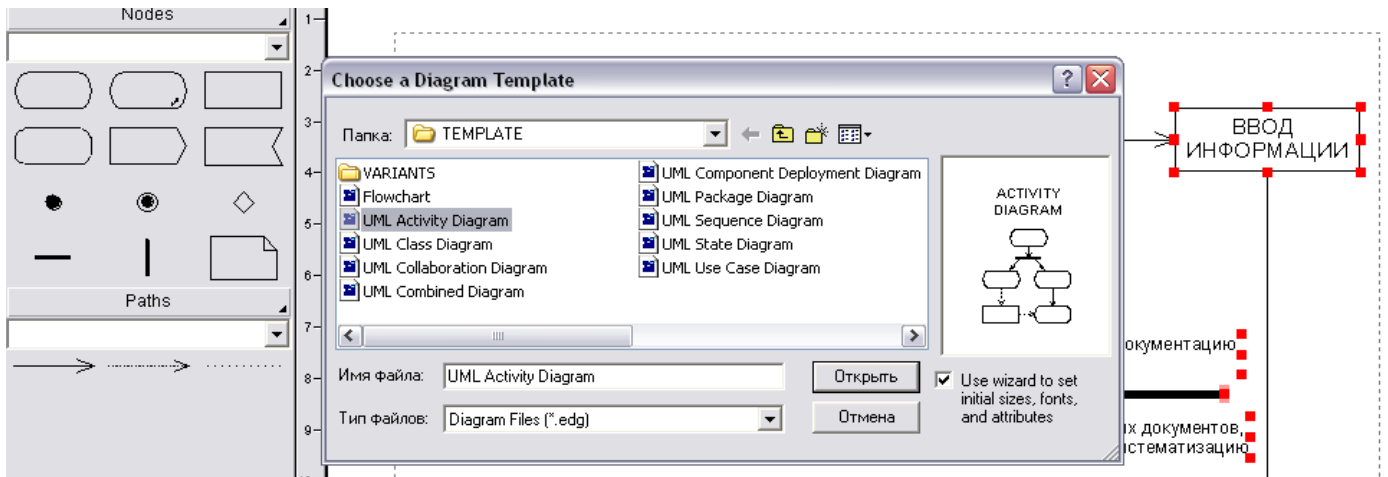 Nodes
Paths
1
2
3
4
5
6
7
8
9
Choose a Diagram Template
Папка: TEMPLATE
VARIANTS
Flowchart
UML Activity Diagram
UML Class Diagram
UML Collaboration Diagram
UML Combined Diagram
UML Component Deployment Diagram
UML Package Diagram
UML Sequence Diagram
UML State Diagram
UML Use Case Diagram
ACTIVITY
DIAGRAM
Имя файла: UML Activity Diagram
Открыть
Тип файлов: Diagram Files (*.edg)
Отмена
Use wizard to set
initial sizes, fonts,
and attributes
ВВОД
ИНФОРМАЦИИ
окументацию
х документов,
истематизацию